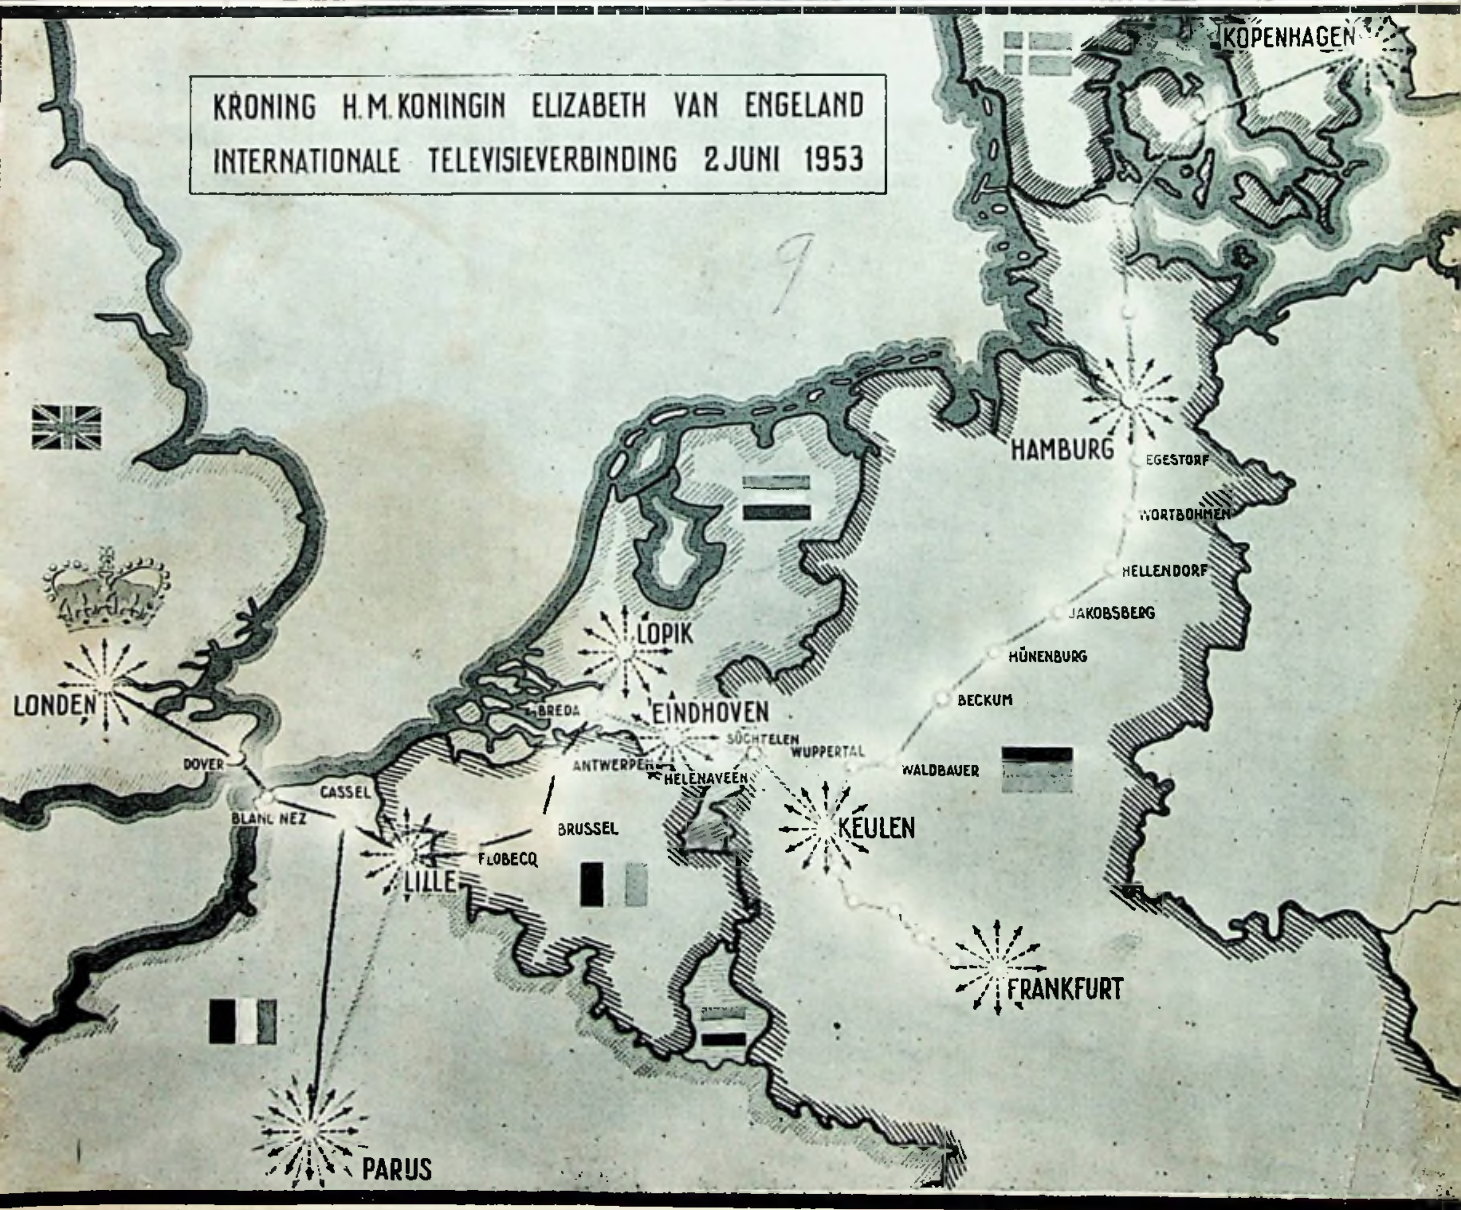 KOPENHAGEN
KRONING H.M. KONINGIN ELIZABETH VAN ENGELAND
INTERNATIONALE TELEVISIEVERBINDING 2 JUNI 1953
9
HAMBURG
EGESTORF
WORTBOHMEN
HELLENDORF
JAKOBSBERG
LOPIK
HÜNENBURG
LONDEN
BECKUM
BREDA
EINDHOVEN
SÜCHTELEN
WUPPERTAL
DOVER
ANTWERPEN
WALDBAUER
HELENAVEEN
CASSEL
BLANC NEZ
BRUSSEL
KEULEN
FLOBECQ
LILLE
FRANKFURT
PARIJS